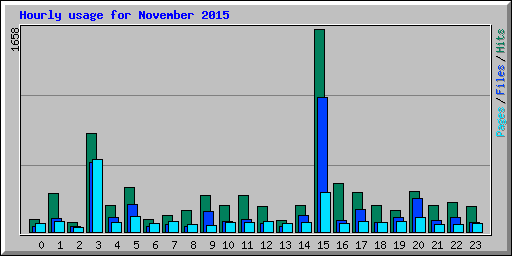 Hourly usage for November 2015
1658
Pages/Files/Hits
0 1 2 3 4 5 6 7 8 9 10 11 12 13 14 15 16 17 18 19 20 21 22 23